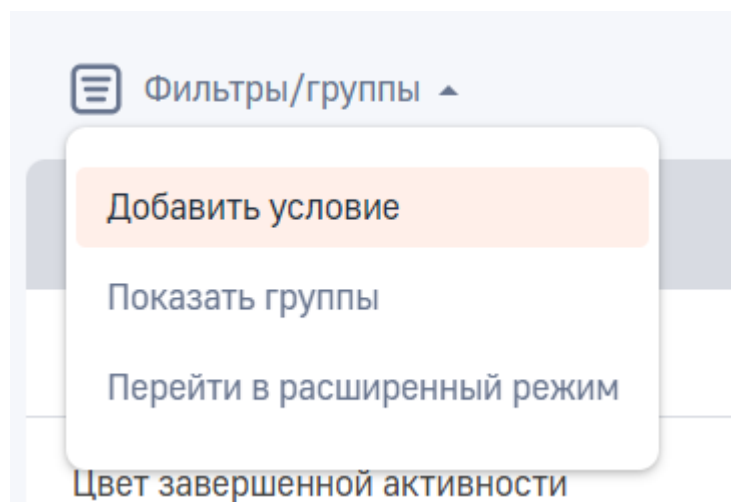 Фильтры/группы
Добавить условие
Показать группы
Перейти в расширенный режим
Цвет завершенной активности